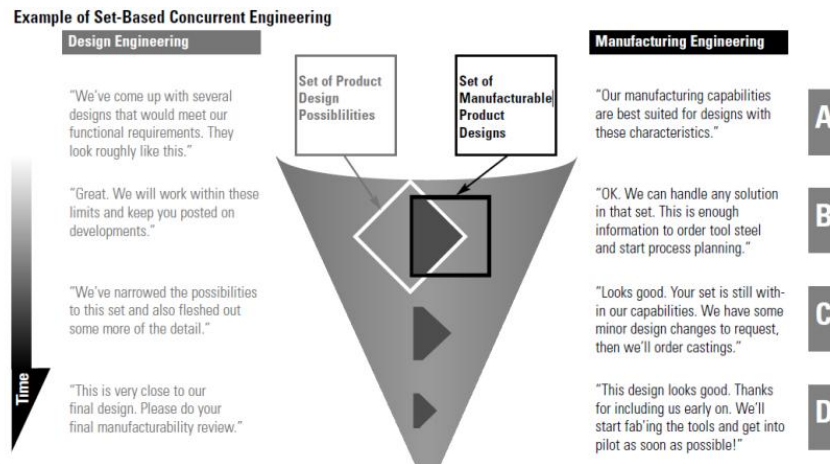 Example of Set-Based Concurrent Engineering
Design Engineering
Manufacturing Engineering
Set of Product
Design
Possiblilities
Set of
Manufacturable
Product
Designs
"We've come up with several
designs that would meet our
functional requirements. They
look roughly like this."
"Our manufacturing capabilities
are best suited for designs with
these characteristics."
A
"Great. We will work within these
limits and keep you posted on
developments."
"OK. We can handle any solution
in that set. This is enough
information to order tool steel
and start process planning."
B
"We've narrowed the possibilities
to this set and also fleshed out
some more of the detail."
"Looks good. Your set is still with-
in our capabilities. We have some
minor design changes to request,
then we'll order castings."
C
Time
"This is very close to our
final design. Please do your
final manufacturability review."
"This design looks good. Thanks
for including us early on. We'll
start fab'ing the tools and get into
pilot as soon as possible!"
D